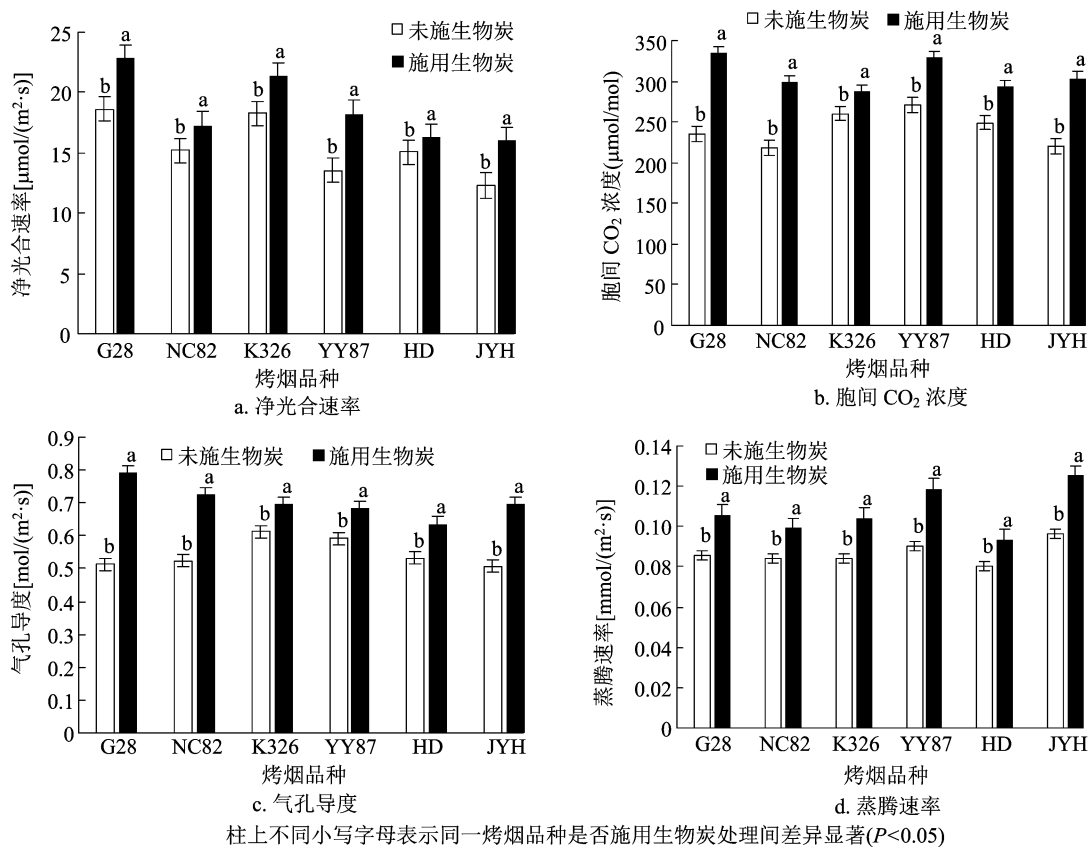 25
20
15
10
5
0
净光合速率[μmol/(m²·s)]
未施生物炭
施用生物炭
b a b a b a b a b a b a
G28 NC82 K326 YY87 HD JYH
烤烟品种
a. 净光合速率
未施生物炭 施用生物炭
350
300
250
200
150
100
50
0
胞间 CO₂ 浓度(μmol/mol)
b a b a b a b a b a b a
G28 NC82 K326 YY87 HD JYH
烤烟品种
b. 胞间 CO₂ 浓度
0.9
0.8
0.7
0.6
0.5
0.4
0.3
0.2
0.1
0
气孔导度[mol/(m²·s)]
未施生物炭 施用生物炭
b a b a b a b a b a b a
G28 NC82 K326 YY87 HD JYH
烤烟品种
c. 气孔导度
0.14
0.12
0.10
0.08
0.06
0.04
0.02
0
蒸腾速率[mmol/(m²·s)]
未施生物炭
施用生物炭
b a b a b a b a b a b a
G28 NC82 K326 YY87 HD JYH
烤烟品种
d. 蒸腾速率
柱上不同小写字母表示同一烤烟品种是否施用生物炭处理间差异显著(P<0.05)